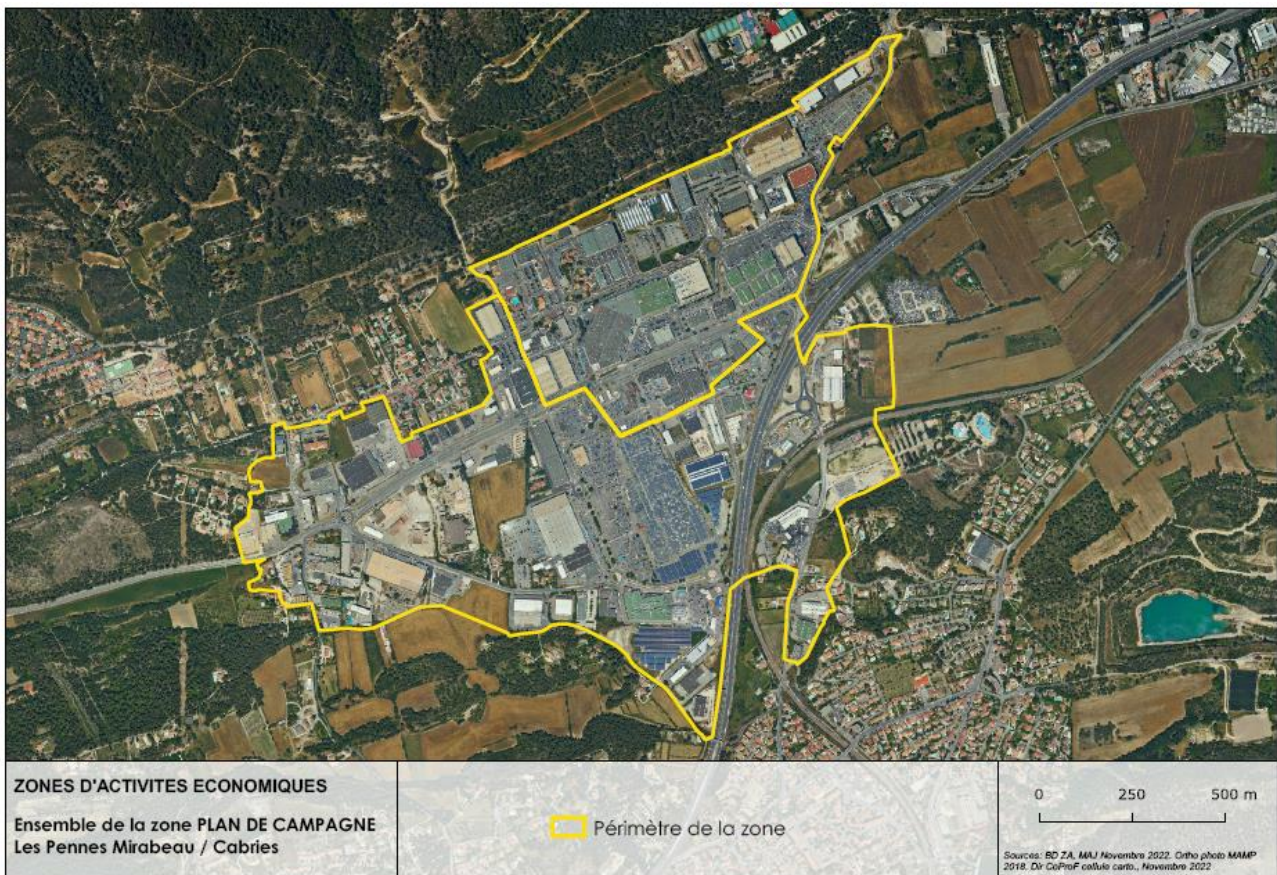 ZONES D'ACTIVITES ECONOMIQUES
Ensemble de la zone PLAN DE CAMPAGNE
Les Pennes Mirabeau / Cabries
Périmètre de la zone
0 250 500 m
Sources: BD ZA, MAJ Novembre 2022. Ortho photo MAMP
2018. Dir CoProF cellule carto., Novembre 2022